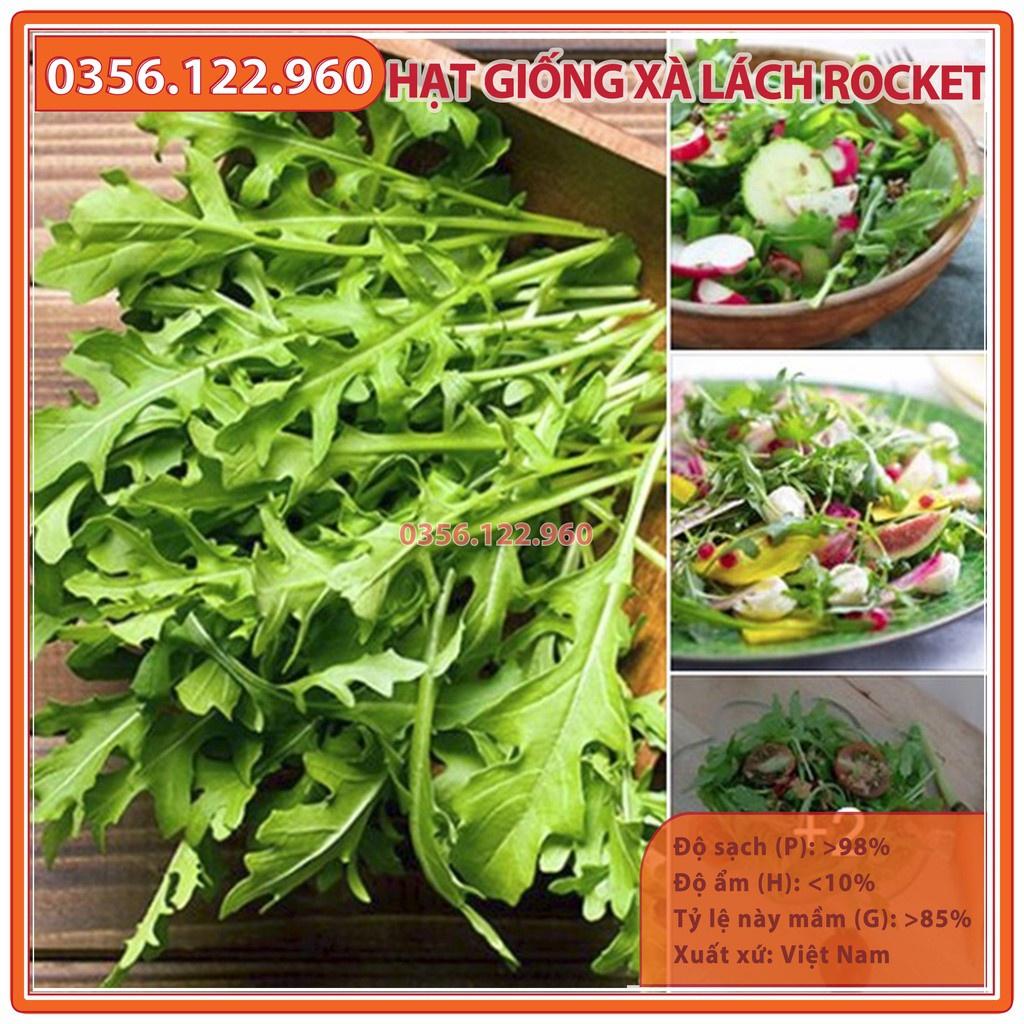 0356.122.960
HẠT GIỐNG XÀ LÁCH ROCKET
0356.122.960
+2
Độ sạch (P): >98%
Độ ẩm (H): <10%
Tỷ lệ này mầm (G): >85%
Xuất xứ: Việt Nam